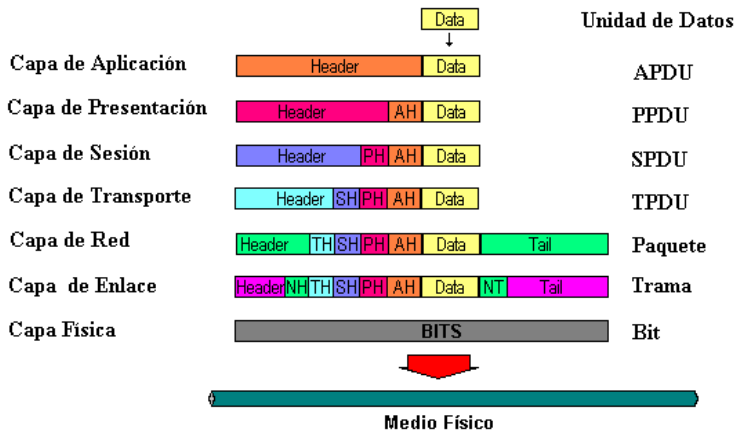 Data Unidad de Datos
Capa de Aplicación Header Data APDU
Capa de Presentación Header AH Data PPDU
Capa de Sesión Header PH AH Data SPDU
Capa de Transporte Header SH PH AH Data TPDU
Capa de Red Header TH SH PH AH Data Tail Paquete
Capa de Enlace Header NH TH SH PH AH Data NT Tail Trama
Capa Física BITS Bit
Medio Físico